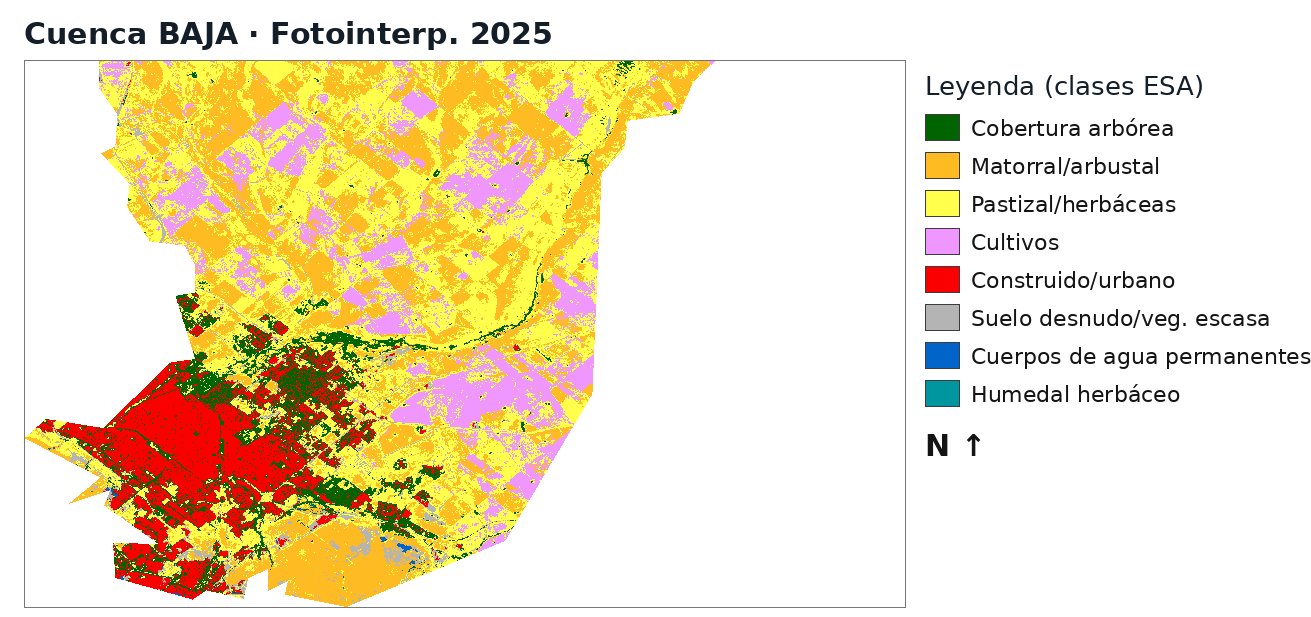 Cuenca BAJA · Fotointerp. 2025
Leyenda (clases ESA)
Cobertura arbórea
Matorral/arbustal
Pastizal/herbáceas
Cultivos
Construido/urbano
Suelo desnudo/veg. escasa
Cuerpos de agua permanentes
Humedal herbáceo
N ↑